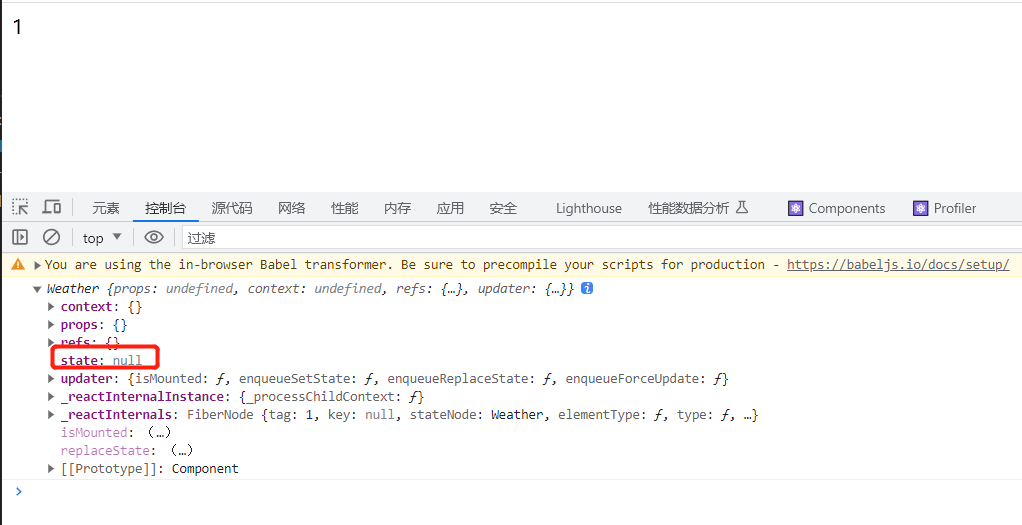 1
元素 控制台 源代码 网络 性能 内存 应用 安全 Lighthouse 性能数据分析 Components Profiler
top 过滤
You are using the in-browser Babel transformer. Be sure to precompile your scripts for production - https://babeljs.io/docs/setup/
Weather {props: undefined, context: undefined, refs: {…}, updater: {…}}
context: {}
props: {}
refs: {}
state: null
updater: {isMounted: ƒ, enqueueSetState: ƒ, enqueueReplaceState: ƒ, enqueueForceUpdate: ƒ}
_reactInternalInstance: {_processChildContext: ƒ}
_reactInternals: FiberNode {tag: 1, key: null, stateNode: Weather, elementType: ƒ, type: ƒ, …}
isMounted: (…)
replaceState: (…)
[[Prototype]]: Component